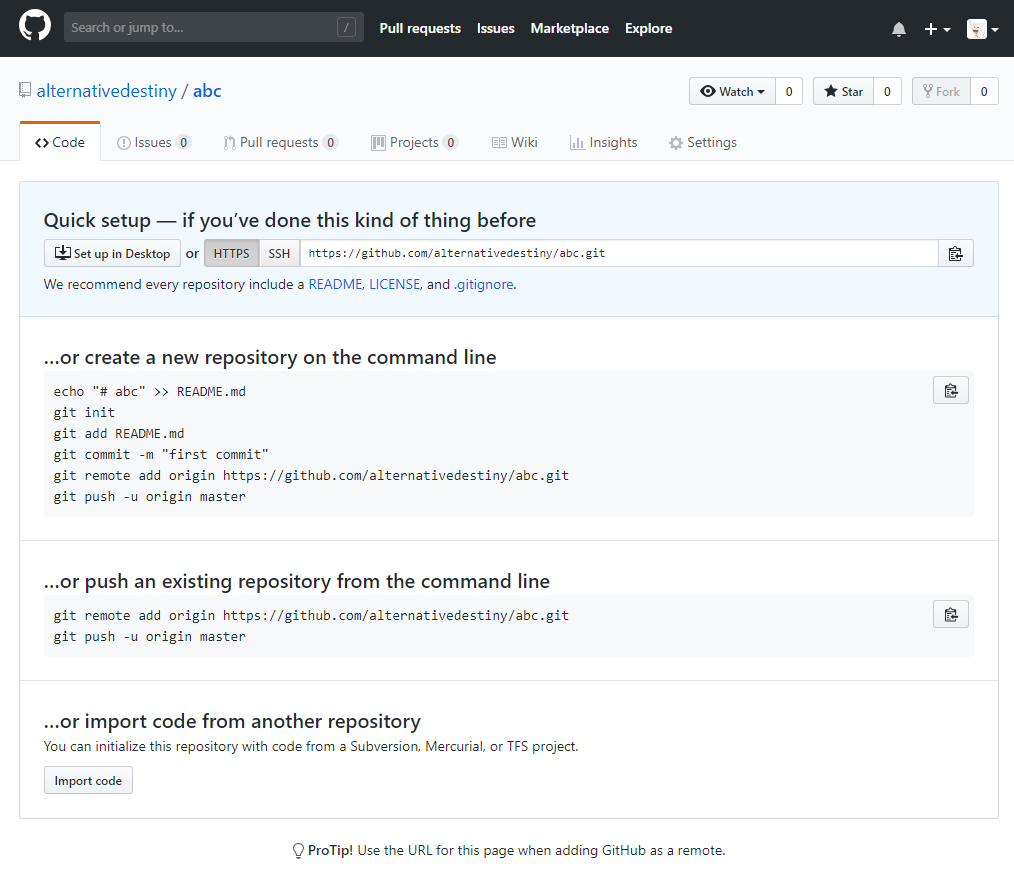 Search or jump to... / Pull requests Issues Marketplace Explore
alternativedestiny / abc Watch 0 Star 0 Fork 0
Code Issues 0 Pull requests 0 Projects 0 Wiki Insights Settings
Quick setup — if you’ve done this kind of thing before
Set up in Desktop or HTTPS SSH https://github.com/alternativedestiny/abc.git
We recommend every repository include a README, LICENSE, and .gitignore.
…or create a new repository on the command line
echo "# abc" >> README.md
git init
git add README.md
git commit -m "first commit"
git remote add origin https://github.com/alternativedestiny/abc.git
git push -u origin master
…or push an existing repository from the command line
git remote add origin https://github.com/alternativedestiny/abc.git
git push -u origin master
…or import code from another repository
You can initialize this repository with code from a Subversion, Mercurial, or TFS project.
Import code
ProTip! Use the URL for this page when adding GitHub as a remote.